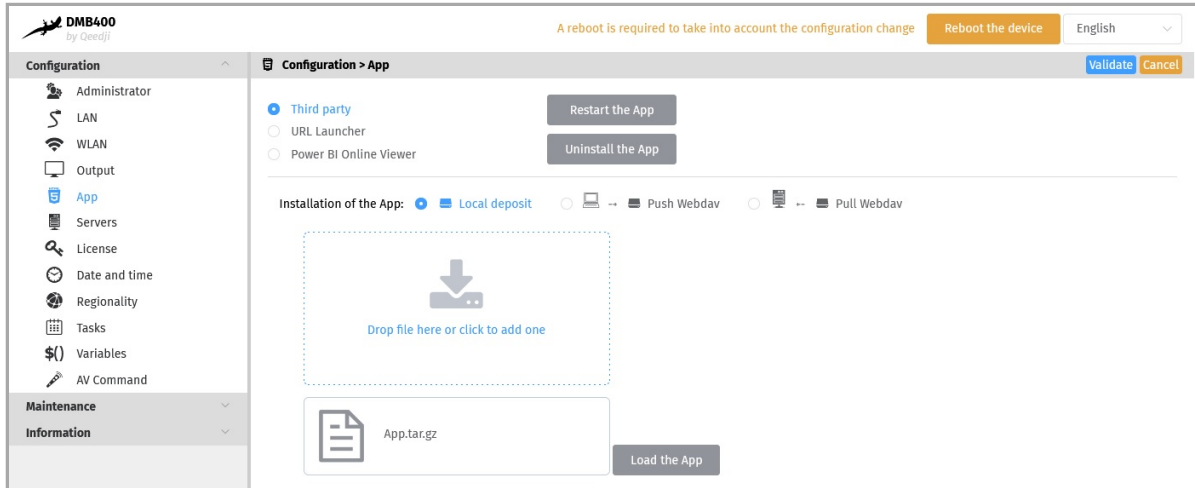 DMB400
by Qeedji
A reboot is required to take into account the configuration change
Reboot the device
English
Configuration
Administrator
LAN
WLAN
Output
App
Servers
License
Date and time
Regionality
Tasks
$() Variables
AV Command
Maintenance
Information
Configuration > App
Validate
Cancel
Third party
URL Launcher
Power BI Online Viewer
Restart the App
Uninstall the App
Installation of the App: Local deposit → Push Webdav ← Pull Webdav
Drop file here or click to add one
App.tar.gz
Load the App